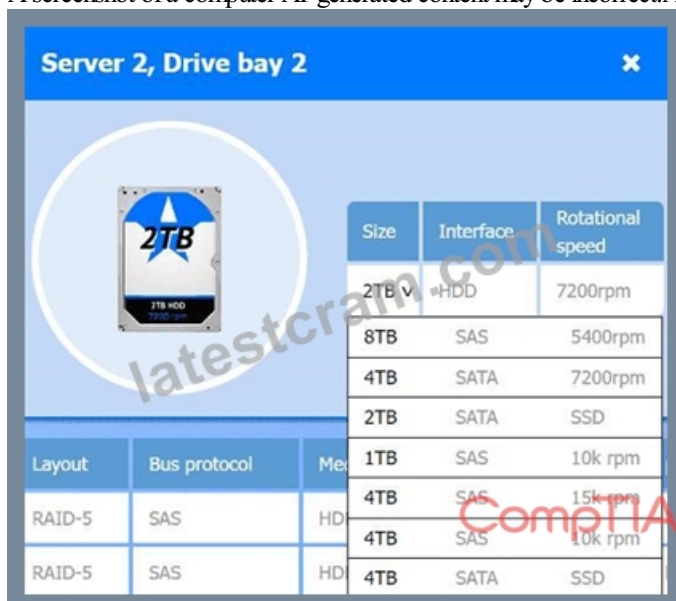 A screenshot of a computer AI-generated content may be incorrect.
Server 2, Drive bay 2 ×
2TB
2TB HDD
7200 rpm
Size Interface Rotational speed
2TB HDD 7200rpm
8TB SAS 5400rpm
4TB SATA 7200rpm
2TB SATA SSD
1TB SAS 10k rpm
4TB SAS 15k rpm
4TB SAS 10k rpm
4TB SATA SSD
Layout Bus protocol
RAID-5 SAS
RAID-5 SAS
latestcram.com
CompTIA